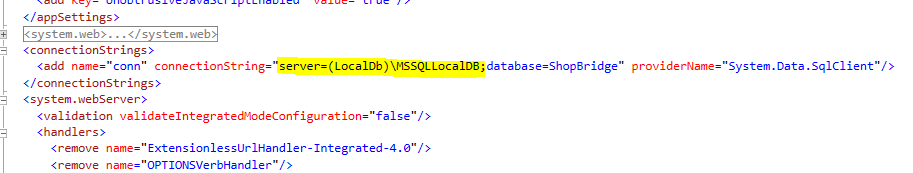 <add key="UnobtrusiveJavaScriptEnabled" value="true"/>
</appSettings>
<system.web>...</system.web>
<connectionStrings>
<add name="conn" connectionString="server=(LocalDb)\MSSQLLocalDB;database=ShopBridge" providerName="System.Data.SqlClient"/>
</connectionStrings>
<system.webServer>
<validation validateIntegratedModeConfiguration="false"/>
<handlers>
<remove name="ExtensionlessUrlHandler-Integrated-4.0"/>
<remove name="OPTIONSVerbHandler"/>